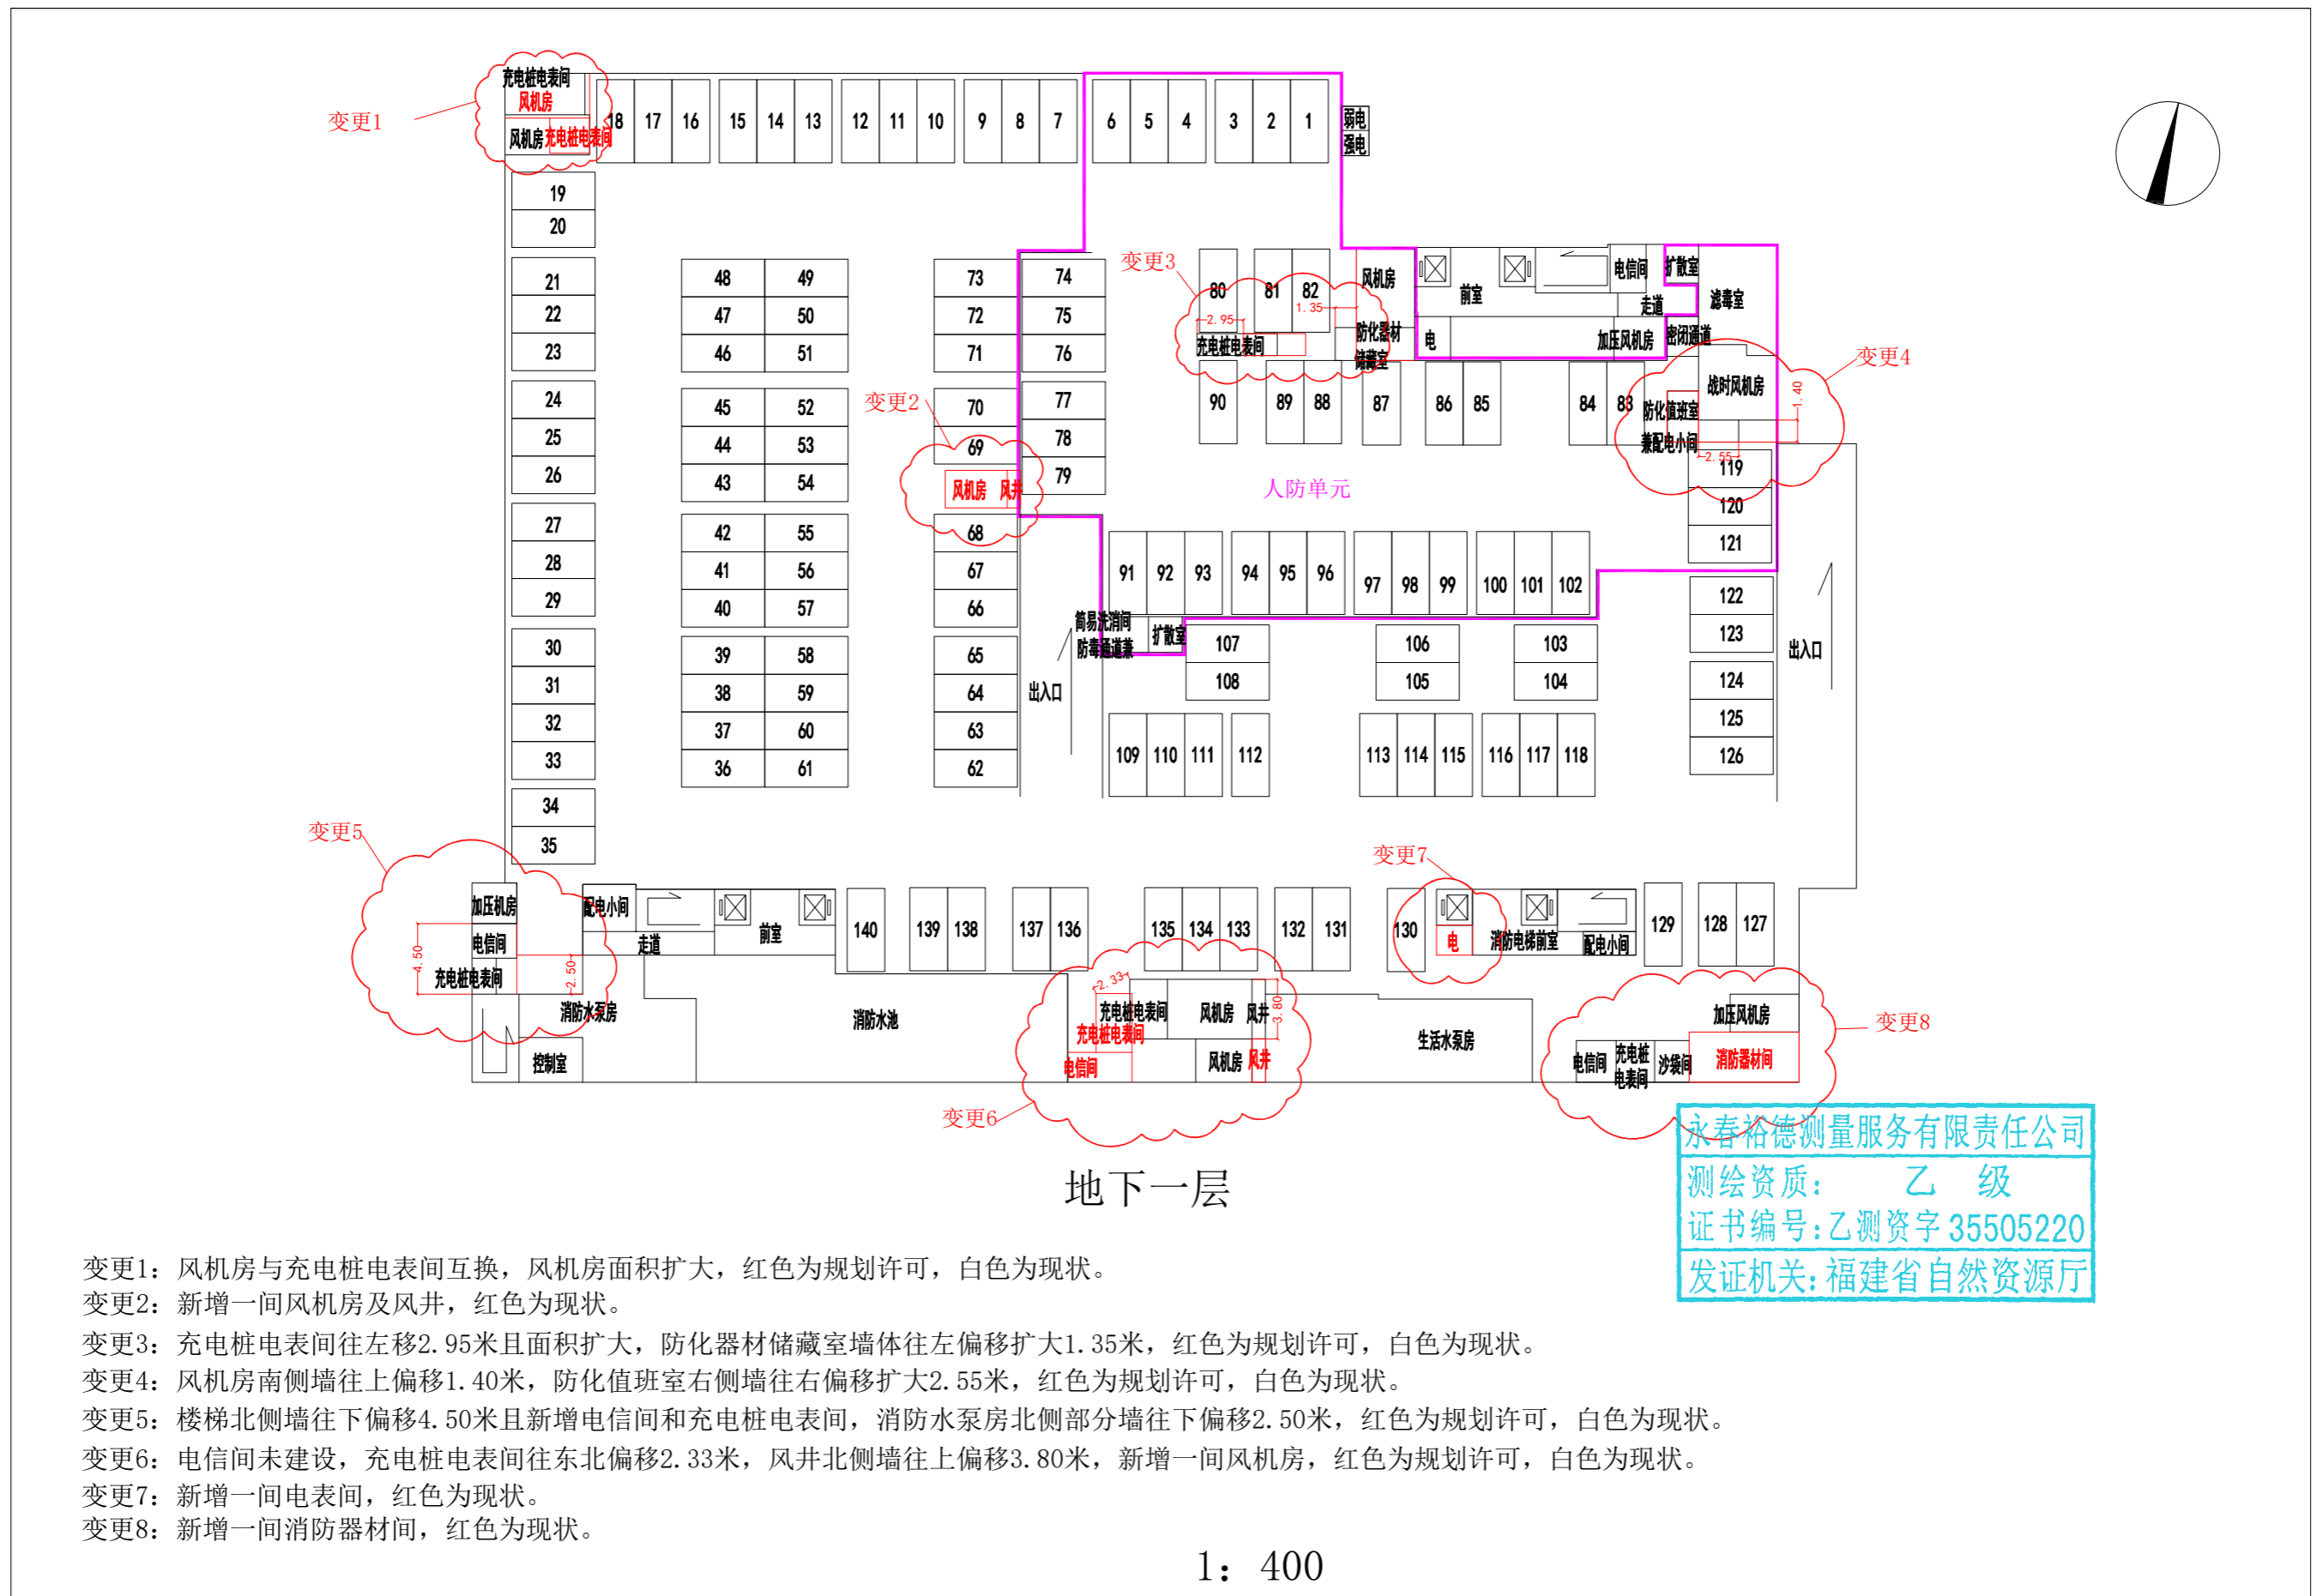 充电桩电表间
风机房
变更1
风机房 充电桩电表间
18 17 16 15 14 13 12 11 10 9 8 7 6 5 4 3 2 1
弱电
强电
19
20
21
22
23
24
25
26
27
28
29
30
31
32
33
34
35
48 49
47 50
46 51
45 52
44 53
43 54
42 55
41 56
40 57
39 58
38 59
37 60
36 61
73 74
72 75
71 76
70 77
69 78
79
变更2
风机房 风井
68
67
66
65
64
63
62
出入口
变更3
80 81 82
1.35
2.95
充电桩电表间
风机房
防化器材
储藏室
前室
电
电信间
扩散室
走道
滤毒室
加压风机房
密闭通道
变更4
战时风机房
1.40
防化值班室
兼配电小间
2.55
90 89 88 87 86 85 84 83
119
120
121
人防单元
91 92 93 94 95 96 97 98 99 100 101 102
简易洗消间
防毒通道兼
扩散室
107 106 103
108 105 104
122
123
124
125
126
出入口
109 110 111 112 113 114 115 116 117 118
变更5
加压机房
电信间
4.50
充电桩电表间
2.50
配电小间
走道
前室
消防水泵房
控制室
消防水池
140 139 138 137 136 135 134 133 132 131 130 129 128 127
变更6
2.33
充电桩电表间
充电桩电表间
电信间
风机房 风井
3.80
风机房 风井
生活水泵房
变更7
电
消防电梯前室
配电小间
变更8
加压风机房
消防器材间
电信间
充电桩
电表间
沙袋间
地下一层
永春裕德测量服务有限责任公司
测绘资质: 乙 级
证书编号:乙测资字35505220
发证机关:福建省自然资源厅
变更1：风机房与充电桩电表间互换，风机房面积扩大，红色为规划许可，白色为现状。
变更2：新增一间风机房及风井，红色为现状。
变更3：充电桩电表间往左移2.95米且面积扩大，防化器材储藏室墙体往左偏移扩大1.35米，红色为规划许可，白色为现状。
变更4：风机房南侧墙往上偏移1.40米，防化值班室右侧墙往右偏移扩大2.55米，红色为规划许可，白色为现状。
变更5：楼梯北侧墙往下偏移4.50米且新增电信间和充电桩电表间，消防水泵房北侧部分墙往下偏移2.50米，红色为规划许可，白色为现状。
变更6：电信间未建设，充电桩电表间往东北偏移2.33米，风井北侧墙往上偏移3.80米，新增一间风机房，红色为规划许可，白色为现状。
变更7：新增一间电表间，红色为现状。
变更8：新增一间消防器材间，红色为现状。
1：400